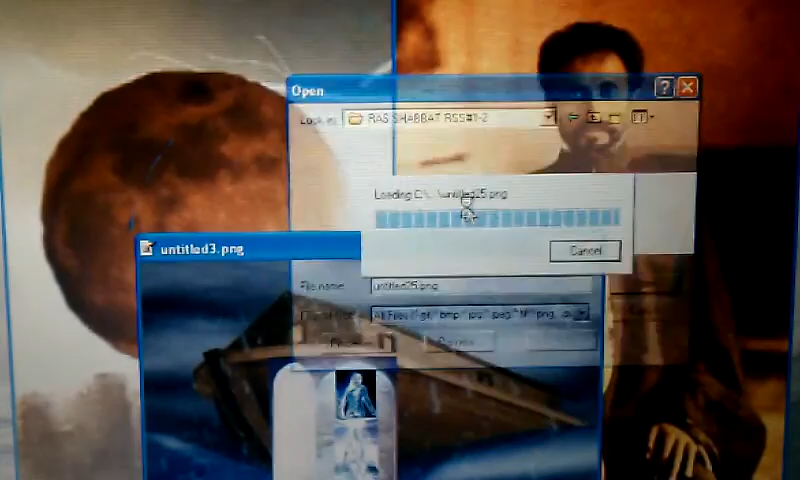 Open
Look in: RAS SHABBAT RSS#1-2
Loading C:\...\untitled25.png
Cancel
untitled3.png
File name: untitled25.png
All Files (*.gif, *.bmp, *.jpg, *.jpeg, *.tif, *.png,